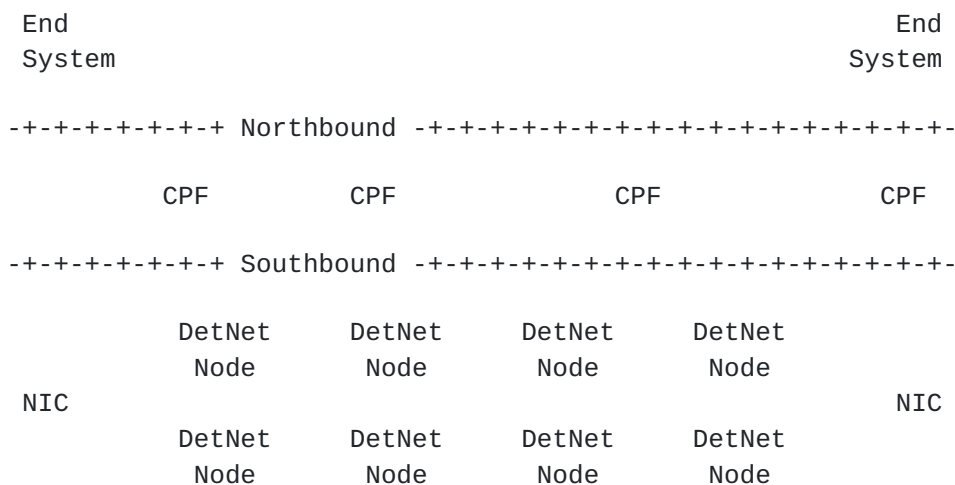 End                                                     End
System                                               System
-+-+-+-+-+-+-+ Northbound -+-+-+-+-+-+-+-+-+-+-+-+-+-+-+-+-+-
CPF         CPF              CPF              CPF
-+-+-+-+-+-+-+ Southbound -+-+-+-+-+-+-+-+-+-+-+-+-+-+-+-+-+-
DetNet     DetNet     DetNet     DetNet
Node       Node       Node       Node
NIC                                                     NIC
DetNet     DetNet     DetNet     DetNet
Node       Node       Node       Node